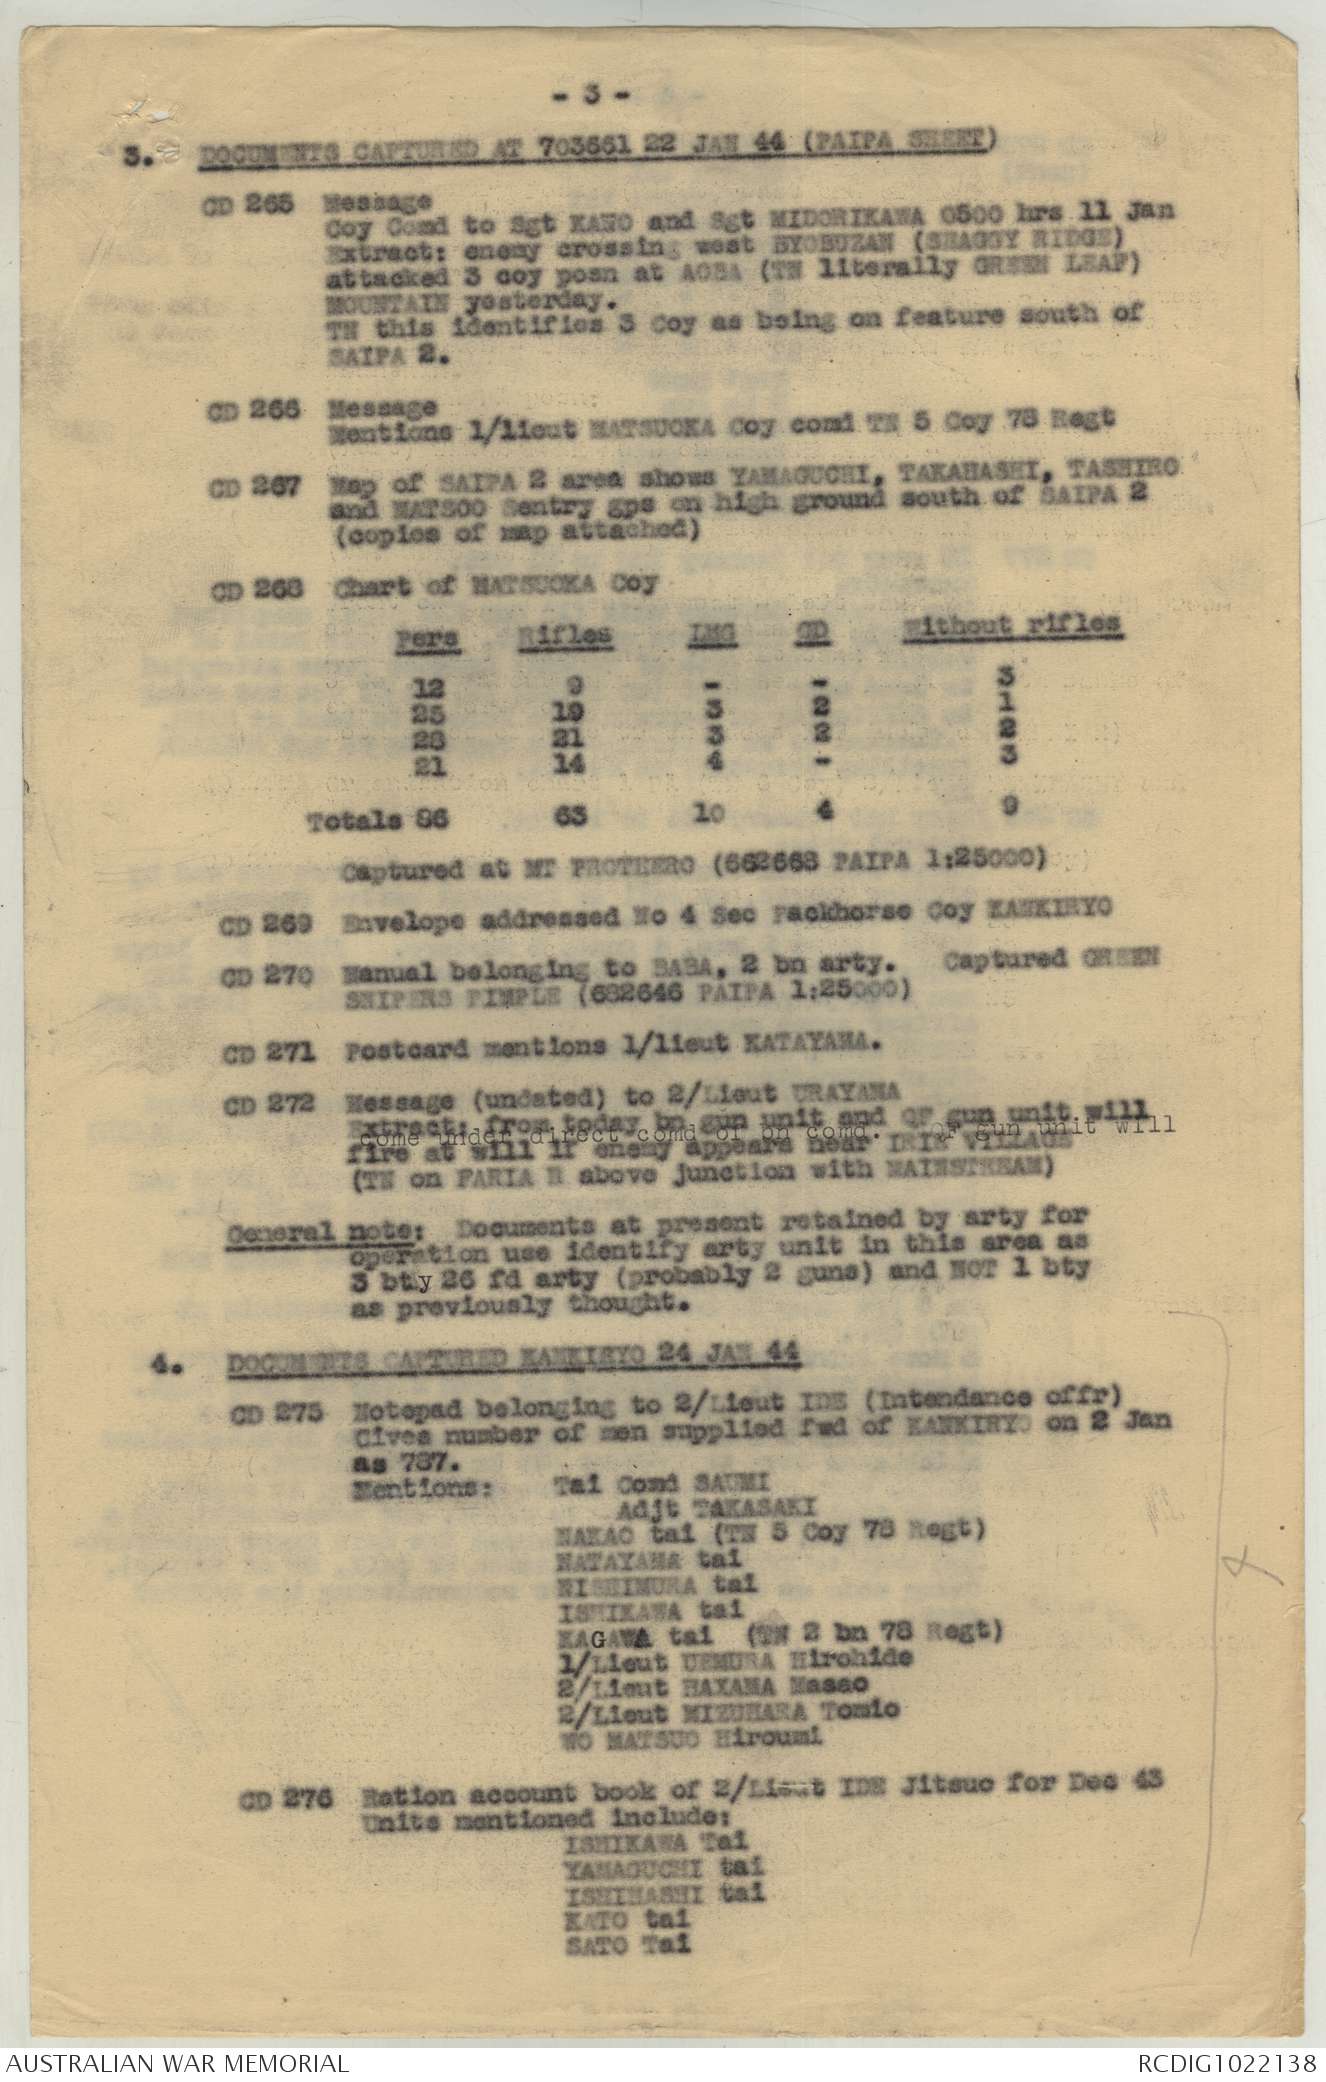 - 3 -
3. DOCUMENTS CAPTURED AT 703661 22 JAN 44 (PAIPA SHEET)
CD 265 Message
Coy Comd to Sgt KANO and Sgt MIDORIKAWA 0500 hrs 11 Jan
Extract: enemy crossing west BYOBUZAN (SHAGGY RIDGE)
attacked 3 coy posn at AOBA (TN literally GREEN LEAF)
MOUNTAIN yesterday.
TN this identifies 3 Coy as being on feature south of
SAIPA 2.
CD 266 Message
Mentions 1/lieut MATSUOKA Coy comd TN 5 Coy 78 Regt
CD 267 Map of SAIPA 2 area shows YAMAGUCHI, TAKAHASHI, TASHIRO
and MATSOO Sentry gps on high ground south of SAIPA 2
(copies of map attached)
CD 268 Chart of MATSUOKA Coy
Pers Rifles LMG GD Without rifles
12 9 - - 3
25 19 3 2 1
28 21 3 2 2
21 14 4 - 3
Totals 86 63 10 4 9
Captured at MT PROTHERO (662668 PAIPA 1:25000)
CD 269 Envelope addressed No 4 Sec Packhorse Coy KANKIRYO
CD 270 Manual belonging to BABA, 2 bn arty. Captured GREEN
SNIPERS PIMPLE (682646 PAIPA 1:25000)
CD 271 Postcard mentions 1/lieut KATAYAMA.
CD 272 Message (undated) to 2/Lieut URAYAMA
Extract: from today bn gun unit and QF gun unit will
come under direct comd of bn comd. QF gun unit will
fire at will if enemy appears near IRIE VILLAGE
(TN on FARIA R above junction with MAINSTREAM)
General note: Documents at present retained by arty for
operation use identify arty unit in this area as
3 bty 26 fd arty (probably 2 guns) and NOT 1 bty
as previously thought.
4. DOCUMENTS CAPTURED KANKIRYO 24 JAN 44
CD 275 Notepad belonging to 2/Lieut IDE (Intendance offr)
Gives number of men supplied fwd of KANKIRYO on 2 Jan
as 787.
Mentions: Tai Comd SAUMI
Adjt TAKASAKI
NAKAO tai (TN 5 Coy 78 Regt)
MATAYAMA tai
NISHIMURA tai
ISHIKAWA tai
KAGAWA tai (TN 2 bn 78 Regt)
1/Lieut UEMURA Hirohide
2/Lieut HAXAMA Masao
2/Lieut MIZUHARA Tomio
WO MATSUO Hiroumi
CD 276 Ration account book of 2/Lieut IDE Jitsuo for Dec 43
Units mentioned include:
ISHIKAWA Tai
YAMAGUCHI tai
ISHIHASHI tai
KATO tai
SATO Tai
AUSTRALIAN WAR MEMORIAL
RCDIG1022138